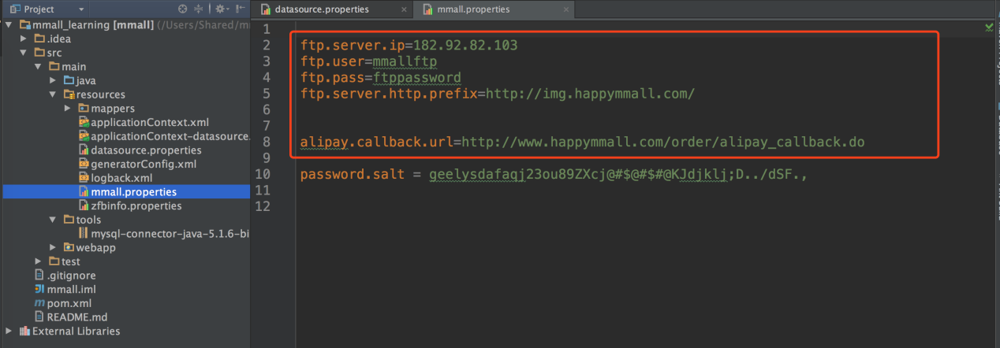 Project
mmall_learning [mmall] (/Users/Shared/m
.idea
src
main
java
resources
mappers
applicationContext.xml
applicationContext-datasource.
datasource.properties
generatorConfig.xml
logback.xml
mmall.properties
zfbinfo.properties
tools
mysql-connector-java-5.1.6-bi
webapp
test
.gitignore
mmall.iml
pom.xml
README.md
External Libraries
datasource.properties
mmall.properties
1
2 ftp.server.ip=182.92.82.103
3 ftp.user=mmallftp
4 ftp.pass=ftppassword
5 ftp.server.http.prefix=http://img.happymmall.com/
6
7
8 alipay.callback.url=http://www.happymmall.com/order/alipay_callback.do
9
10 password.salt = geelysdafaqj23ou89ZXcj@#$@#$#@KJdjklj;D../dSF.,
11
12